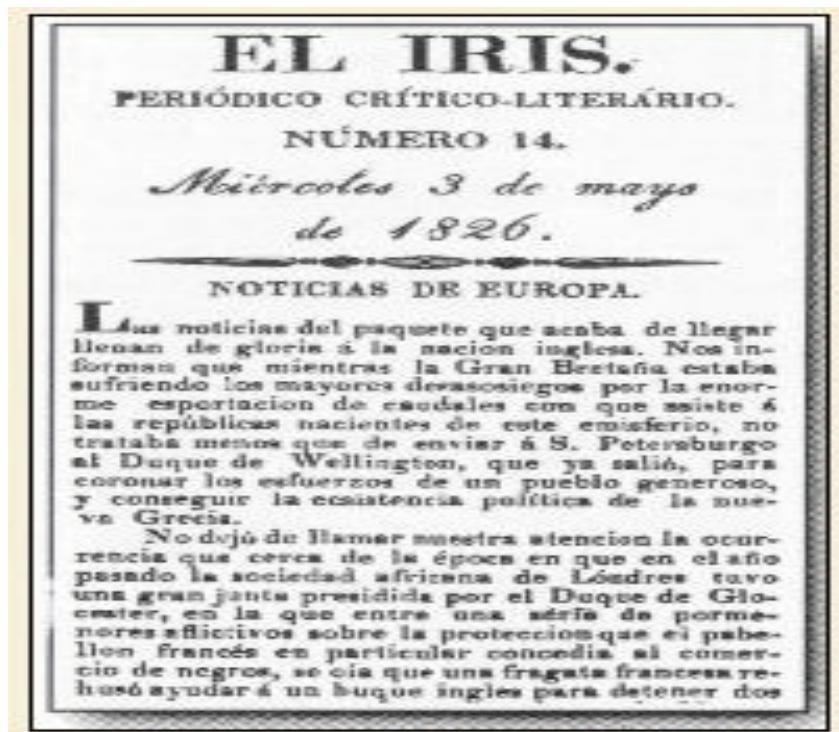 EL IRIS.
PERIÓDICO CRÍTICO-LITERÁRIO.
NÚMERO 14.
Miércoles 3 de mayo
de 1826.
NOTICIAS DE EUROPA.
Las noticias del paquete que acaba de llegar
llenan de gloria á la nacion inglesa. Nos in-
forman que mientras la Gran Bretaña estaba
sufriendo los mayores desasosiegos por la enor-
me esportacion de caudales con que asiste á
las repúblicas nacientes de este emisferio, no
trataba menos que de enviar á S. Petersburgo
al Duque de Wellington, que ya salió, para
coronar los esfuerzos de un pueblo generoso,
y conseguir la ecsistencia política de la nue-
va Grecia.
No dejó de llamar nuestra atencion la ocur-
rencia que cerca de la época en que en el año
pasado la sociedad africana de Lóndres tuvo
una gran junta presidida por el Duque de Glo-
cester, en la que entre una série de porme-
nores aflictivos sobre la proteccion que el pabe-
llon francés en particular concedia al comer-
cio de negros, se oia que una fragata francesa re-
husó ayudar á un buque ingles para detener dos